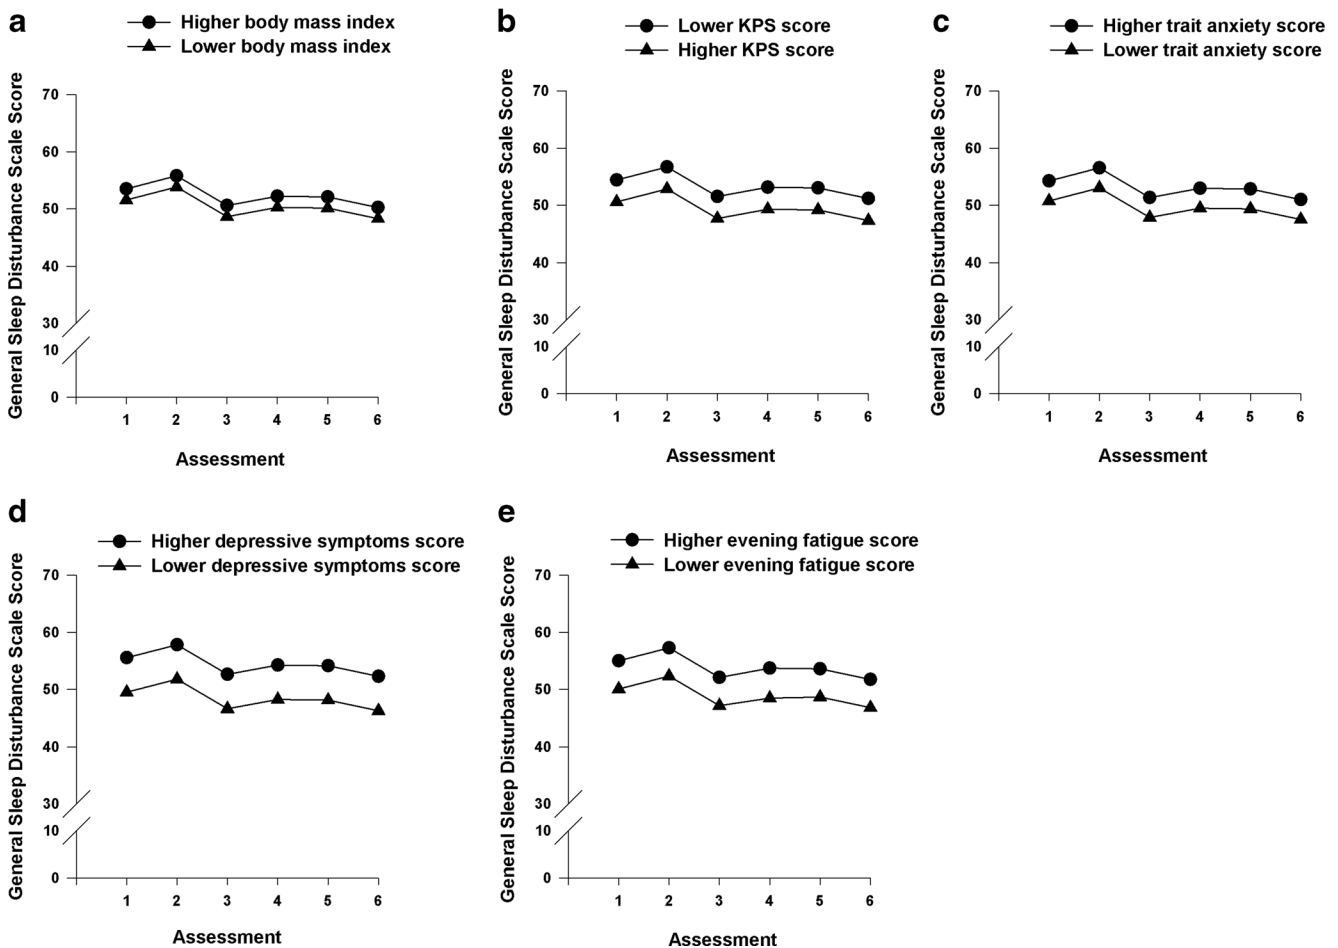 a
Higher body mass index
Lower body mass index
General Sleep Disturbance Scale Score
70
60
50
40
30
10
0
1 2 3 4 5 6
Assessment
b
Lower KPS score
Higher KPS score
General Sleep Disturbance Scale Score
70
60
50
40
30
10
0
1 2 3 4 5 6
Assessment
c
Higher trait anxiety score
Lower trait anxiety score
General Sleep Disturbance Scale Score
70
60
50
40
30
10
0
1 2 3 4 5 6
Assessment
d
Higher depressive symptoms score
Lower depressive symptoms score
General Sleep Disturbance Scale Score
70
60
50
40
30
10
0
1 2 3 4 5 6
Assessment
e
Higher evening fatigue score
Lower evening fatigue score
General Sleep Disturbance Scale Score
70
60
50
40
30
10
0
1 2 3 4 5 6
Assessment